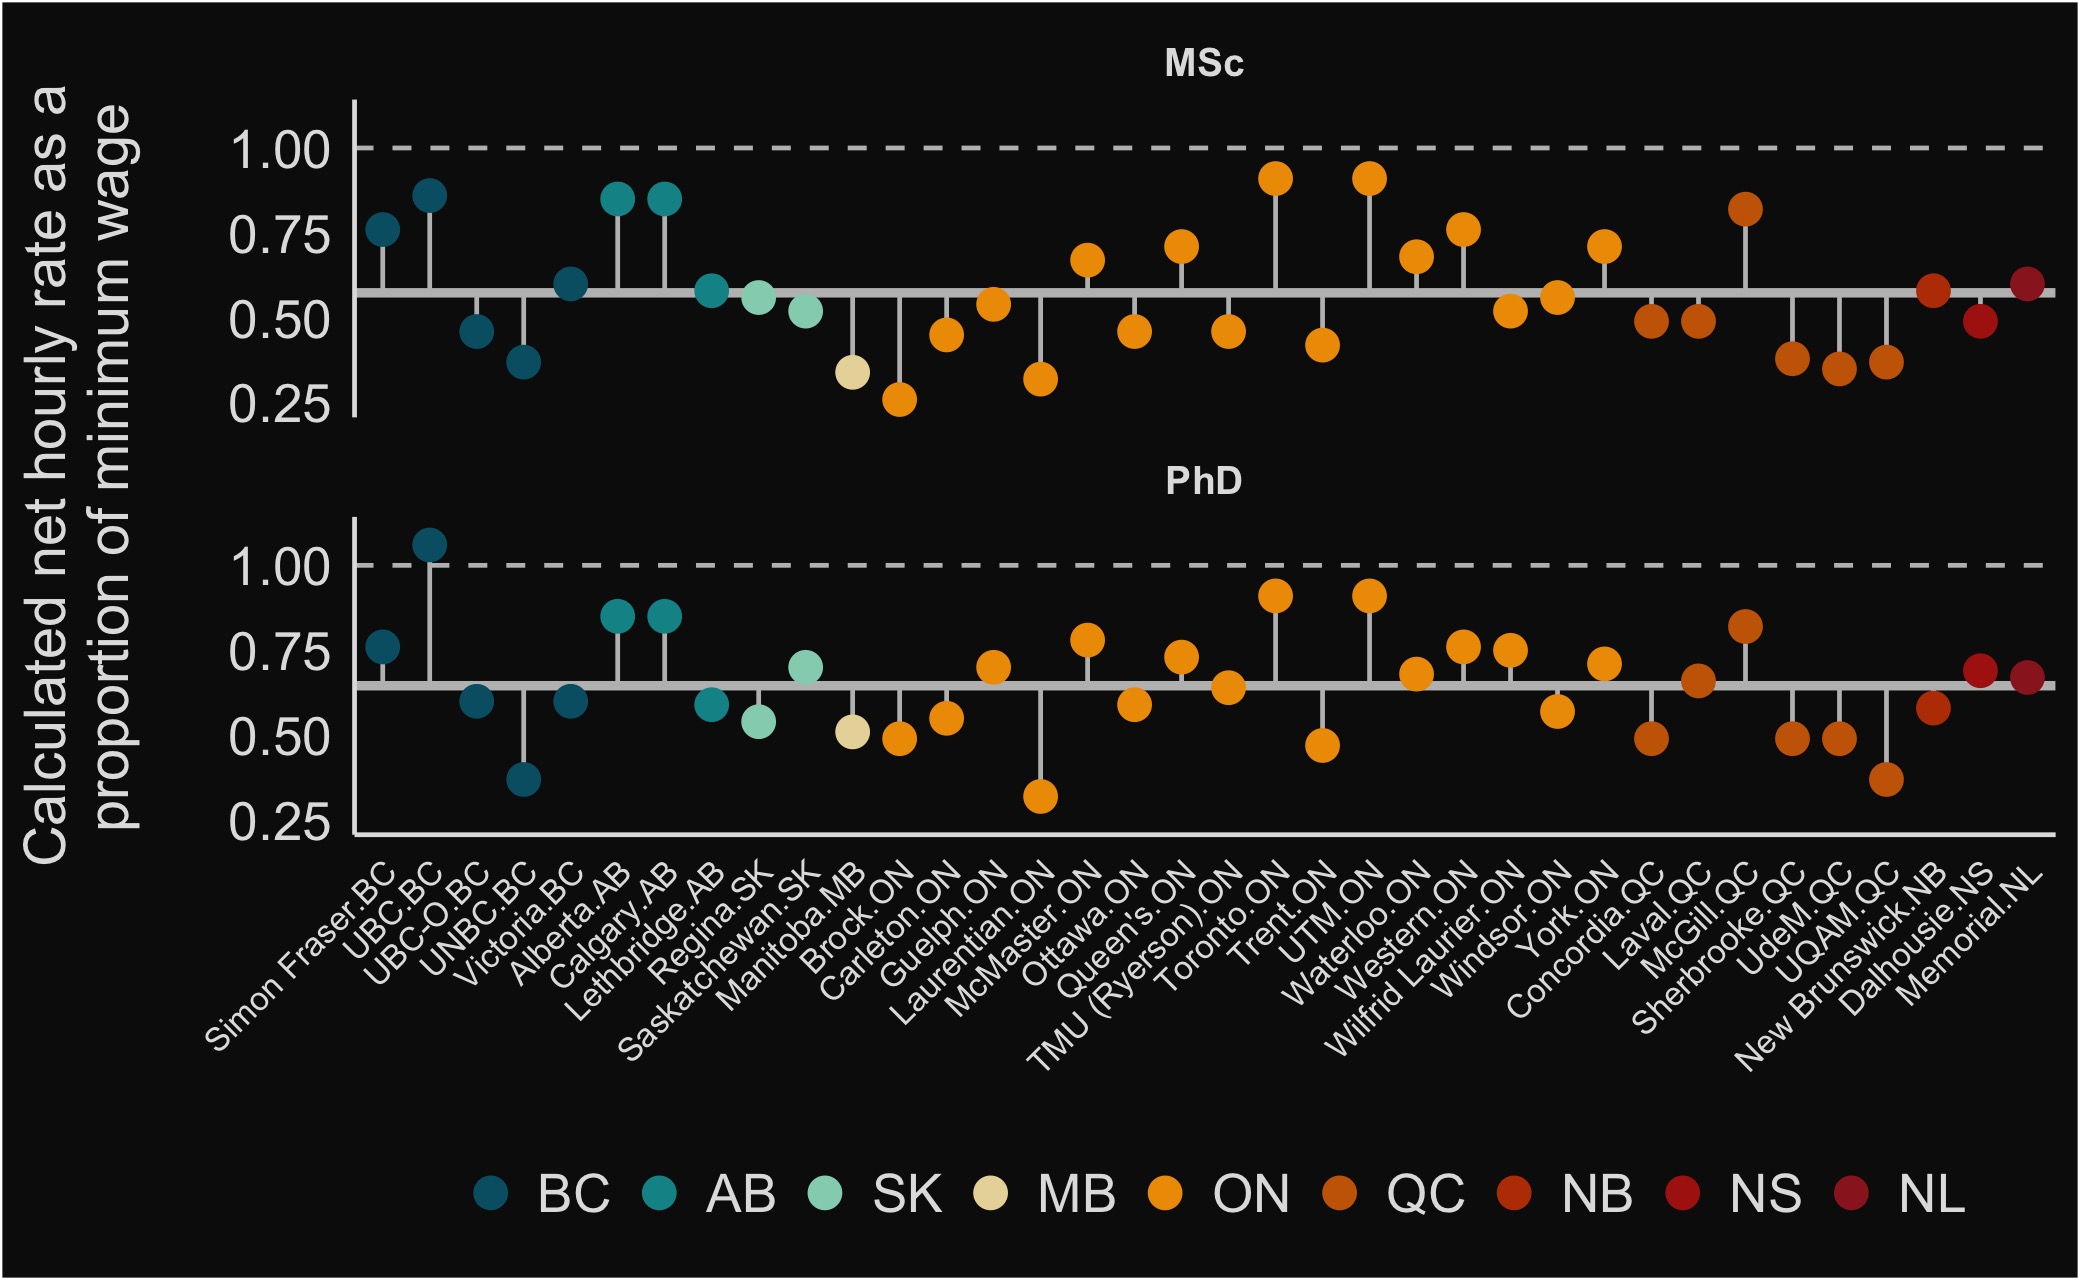 Calculated net hourly rate as a
proportion of minimum wage
MSc
1.00
0.75
0.50
0.25
PhD
1.00
0.75
0.50
0.25
Simon Fraser.BC
UBC.BC
UBC-O.BC
UNBC.BC
Victoria.BC
Alberta.AB
Calgary.AB
Lethbridge.AB
Regina.SK
Saskatchewan.SK
Manitoba.MB
Brock.ON
Carleton.ON
Guelph.ON
Laurentian.ON
McMaster.ON
Ottawa.ON
Queen's.ON
TMU (Ryerson).ON
Toronto.ON
Trent.ON
UTM.ON
Waterloo.ON
Western.ON
Wilfrid Laurier.ON
Windsor.ON
York.ON
Concordia.QC
Laval.QC
McGill.QC
Sherbrooke.QC
UdeM.QC
UQAM.QC
New Brunswick.NB
Dalhousie.NS
Memorial.NL
BC AB SK MB ON QC NB NS NL